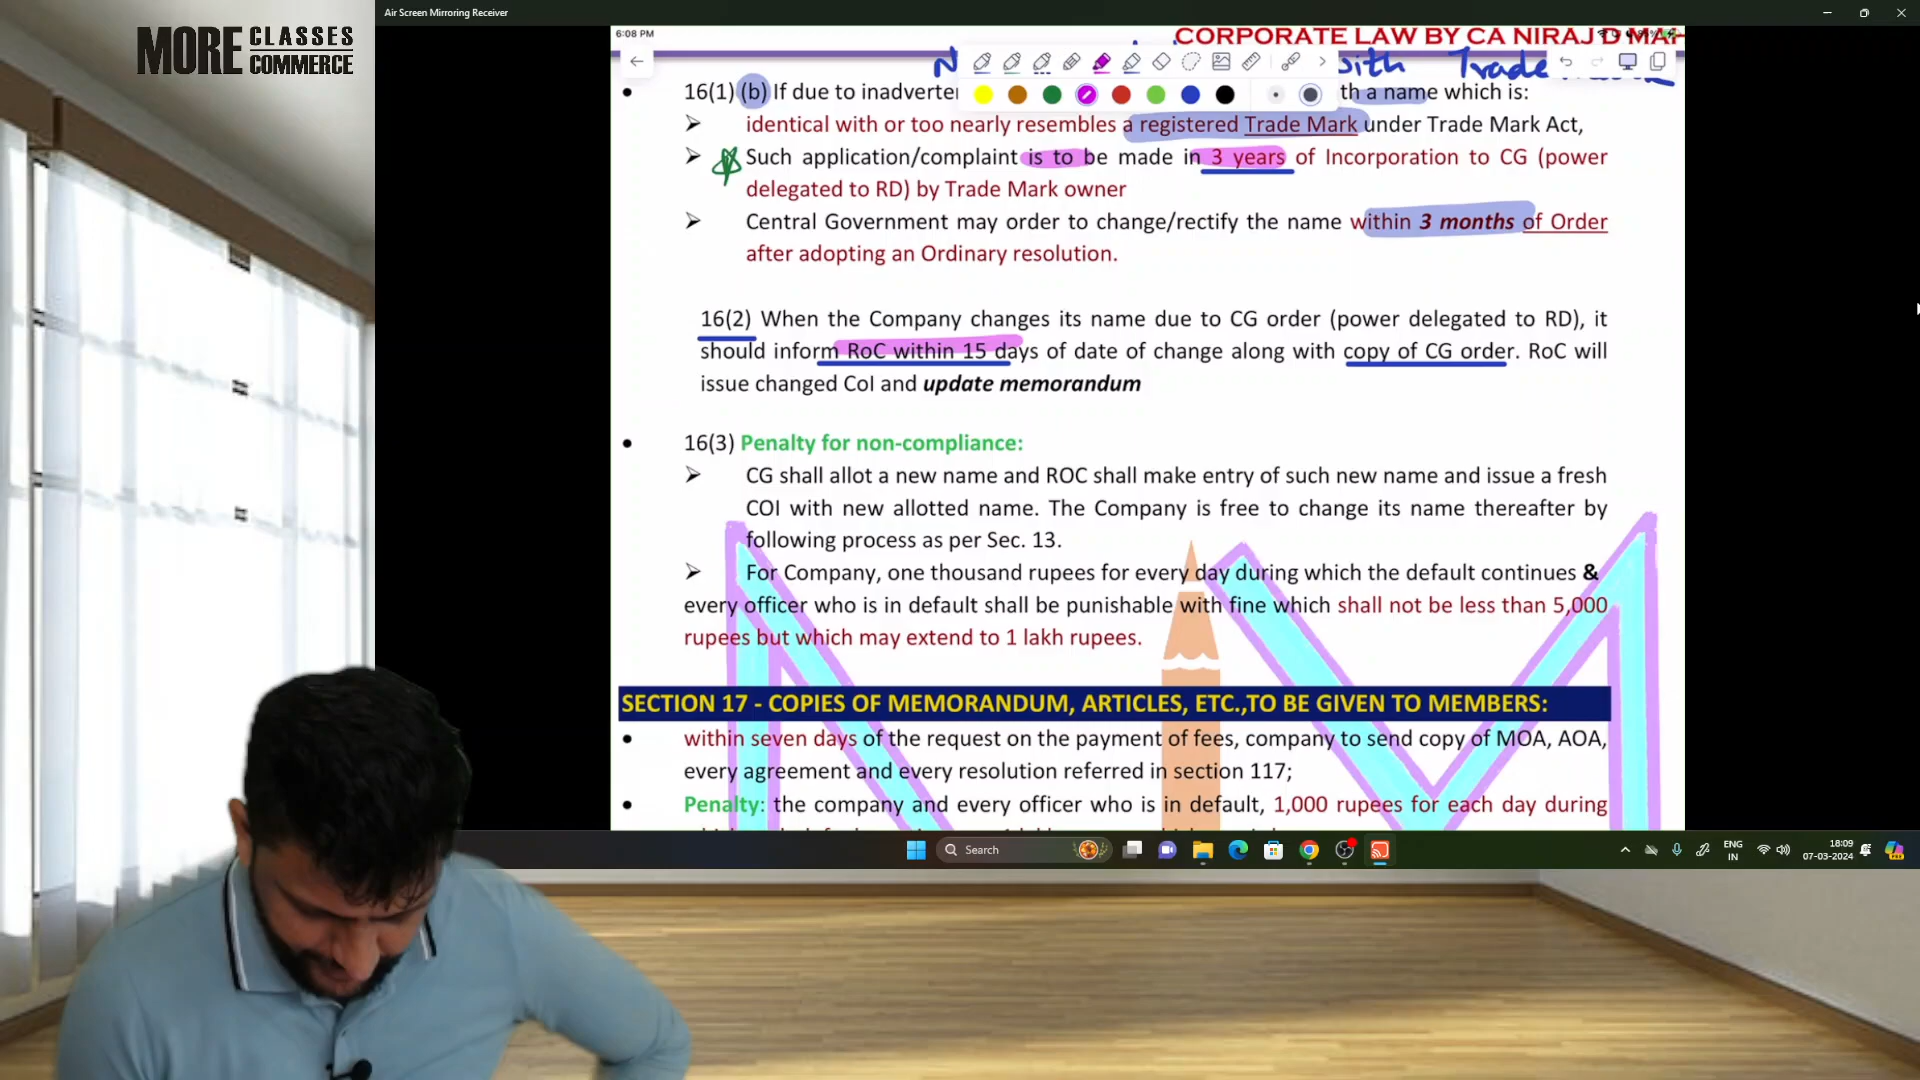 Air Screen Mirroring Receiver
MORE CLASSES COMMERCE
6:08 PM
CORPORATE LAW BY CA NIRAJ D MA
with Trade
• 16(1) (b) If due to inadverte th a name which is:
➢ identical with or too nearly resembles a registered Trade Mark under Trade Mark Act,
➢ Such application/complaint is to be made in 3 years of Incorporation to CG (power
delegated to RD) by Trade Mark owner
➢ Central Government may order to change/rectify the name within 3 months of Order
after adopting an Ordinary resolution.
16(2) When the Company changes its name due to CG order (power delegated to RD), it
should inform RoC within 15 days of date of change along with copy of CG order. RoC will
issue changed CoI and update memorandum
• 16(3) Penalty for non-compliance:
➢ CG shall allot a new name and ROC shall make entry of such new name and issue a fresh
COI with new allotted name. The Company is free to change its name thereafter by
following process as per Sec. 13.
➢ For Company, one thousand rupees for every day during which the default continues &
every officer who is in default shall be punishable with fine which shall not be less than 5,000
rupees but which may extend to 1 lakh rupees.
SECTION 17 - COPIES OF MEMORANDUM, ARTICLES, ETC.,TO BE GIVEN TO MEMBERS:
• within seven days of the request on the payment of fees, company to send copy of MOA, AOA,
every agreement and every resolution referred in section 117;
• Penalty: the company and every officer who is in default, 1,000 rupees for each day during
Search
ENG
IN
18:09
07-03-2024